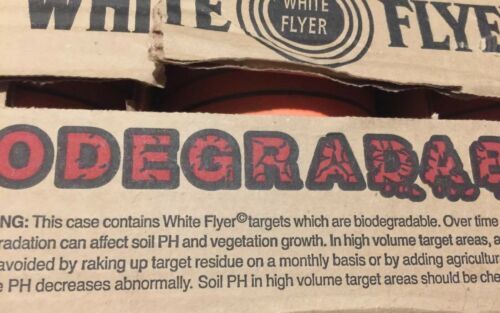 WHITE
WHITE FLYER
FLYE
ODEGRADAB
NG: This case contains White Flyer© targets which are biodegradable. Over time
radation can affect soil PH and vegetation growth. In high volume target areas, a
avoided by raking up target residue on a monthly basis or by adding agricultu
e PH decreases abnormally. Soil PH in high volume target areas should be che